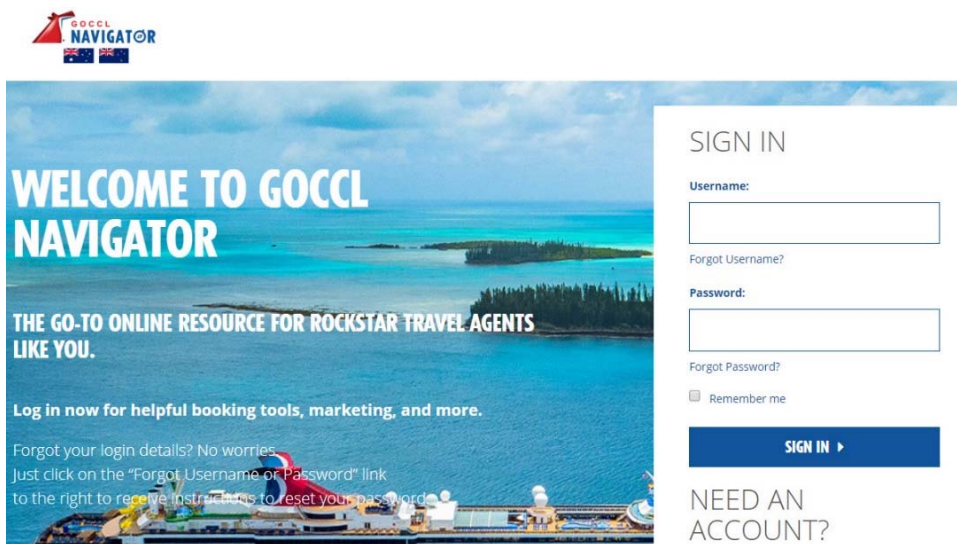 GOCCL
NAVIGATOR
WELCOME TO GOCCL
NAVIGATOR
THE GO-TO ONLINE RESOURCE FOR ROCKSTAR TRAVEL AGENTS
LIKE YOU.
Log in now for helpful booking tools, marketing, and more.
Forgot your login details? No worries.
Just click on the "Forgot Username or Password" link
to the right to receive instructions to reset your password.
SIGN IN
Username:
Forgot Username?
Password:
Forgot Password?
Remember me
SIGN IN
NEED AN
ACCOUNT?